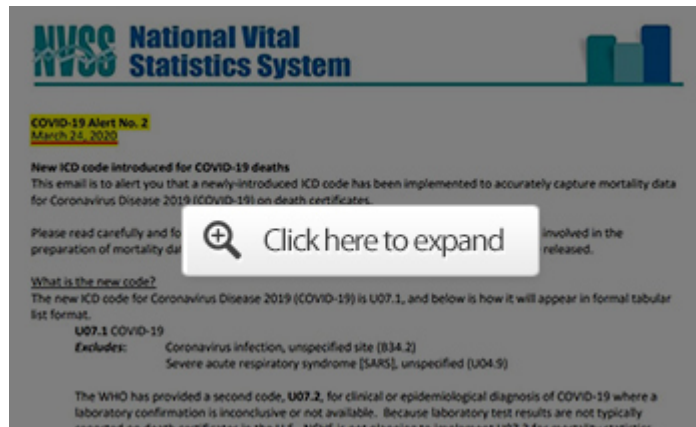 NVSS National Vital
Statistics System
COVID-19 Alert No. 2
March 24, 2020
New ICD code introduced for COVID-19 deaths
This email is to alert you that a newly-introduced ICD code has been implemented to accurately capture mortality data
for Coronavirus Disease 2019 (COVID-19) on death certificates.
Please read carefully and fo involved in the
preparation of mortality da released.
Click here to expand
What is the new code?
The new ICD code for Coronavirus Disease 2019 (COVID-19) is U07.1, and below is how it will appear in formal tabular
list format.
U07.1 COVID-19
Excludes: Coronavirus infection, unspecified site (B34.2)
Severe acute respiratory syndrome [SARS], unspecified (U04.9)
The WHO has provided a second code, U07.2, for clinical or epidemiological diagnosis of COVID-19 where a
laboratory confirmation is inconclusive or not available. Because laboratory test results are not typically